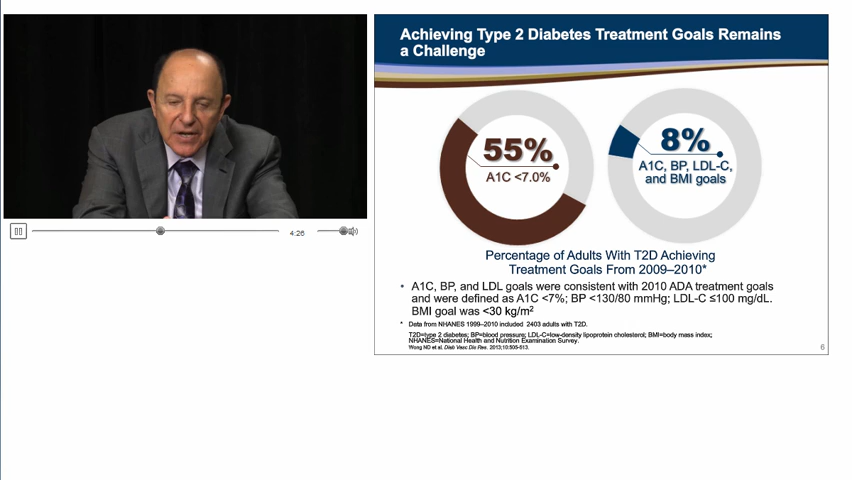 Achieving Type 2 Diabetes Treatment Goals Remains
a Challenge
55%
A1C <7.0%
8%
A1C, BP, LDL-C,
and BMI goals
Percentage of Adults With T2D Achieving
Treatment Goals From 2009–2010*
• A1C, BP, and LDL goals were consistent with 2010 ADA treatment goals
and were defined as A1C <7%; BP <130/80 mmHg; LDL-C ≤100 mg/dL.
BMI goal was <30 kg/m2
* Data from NHANES 1999–2010 included 2403 adults with T2D.
T2D=type 2 diabetes; BP=blood pressure; LDL-C=low-density lipoprotein cholesterol; BMI=body mass index;
NHANES=National Health and Nutrition Examination Survey.
Wong ND et al. Diab Vasc Dis Res. 2013;10:505-513.
6
4:26